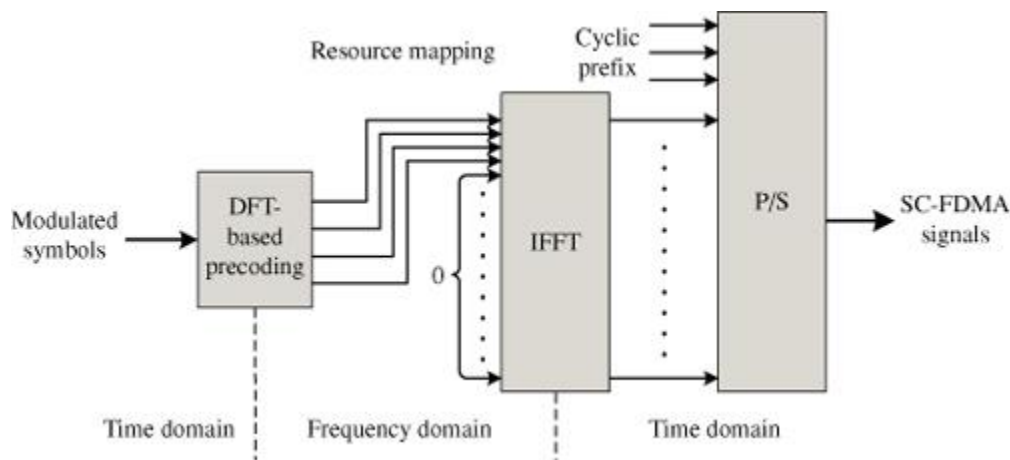 Resource mapping
Cyclic
prefix
Modulated
symbols
DFT-
based
precoding
0
IFFT
P/S
SC-FDMA
signals
Time domain
Frequency domain
Time domain